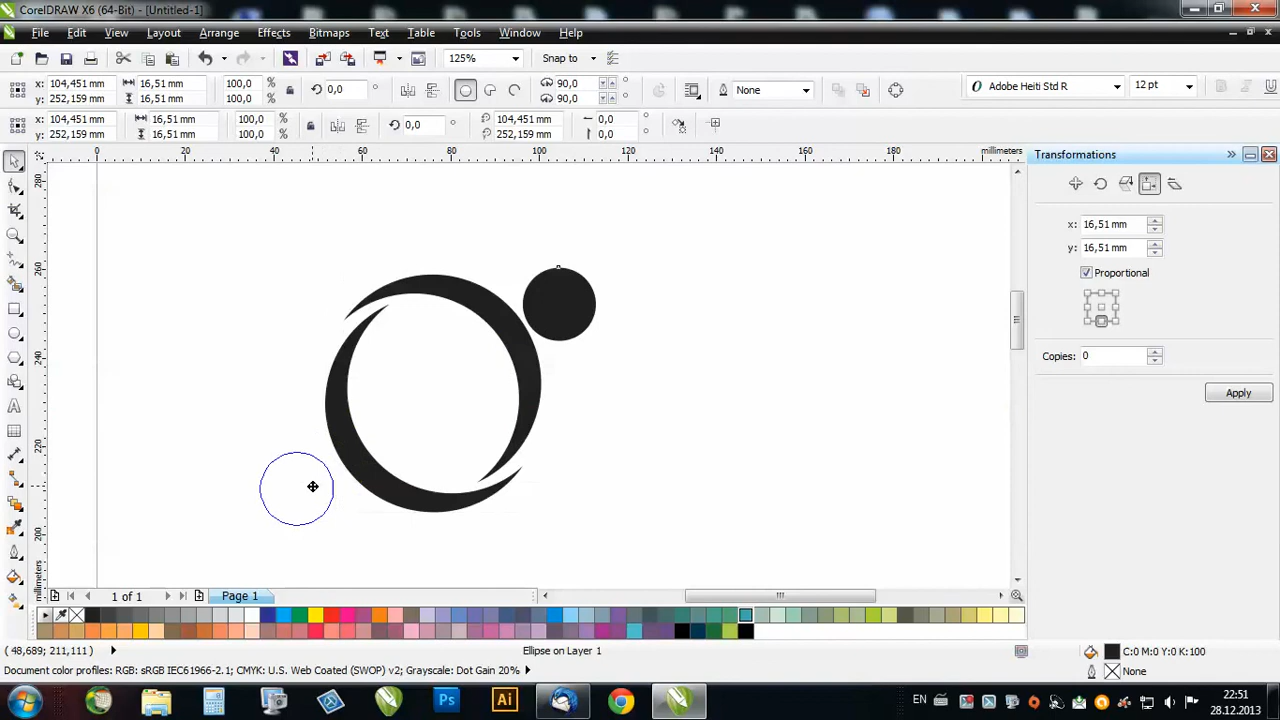 CorelDRAW X6 (64-Bit) - [Untitled-1]
File Edit View Layout Arrange Effects Bitmaps Text Table Tools Window Help
125% Snap to
x: 104,451 mm 16,51 mm 100,0 % 0,0 ° 90,0 ° None Adobe Heiti Std R 12 pt
y: 252,159 mm 16,51 mm 100,0 % 90,0
x: 104,451 mm 16,51 mm 100,0 % 0,0 ° 104,451 mm 0,0 °
y: 252,159 mm 16,51 mm 100,0 % 252,159 mm 0,0
0 20 40 60 80 100 120 140 160 180 millimeters
280
260
240
220
200
millimeters
Transformations
x: 16,51 mm
y: 16,51 mm
Proportional
Copies: 0
Apply
1 of 1 Page 1
( 48,689; 211,111 ) Ellipse on Layer 1 C:0 M:0 Y:0 K:100
Document color profiles: RGB: sRGB IEC61966-2.1; CMYK: U.S. Web Coated (SWOP) v2; Grayscale: Dot Gain 20% None
Ps Ai EN 22:51
28.12.2013